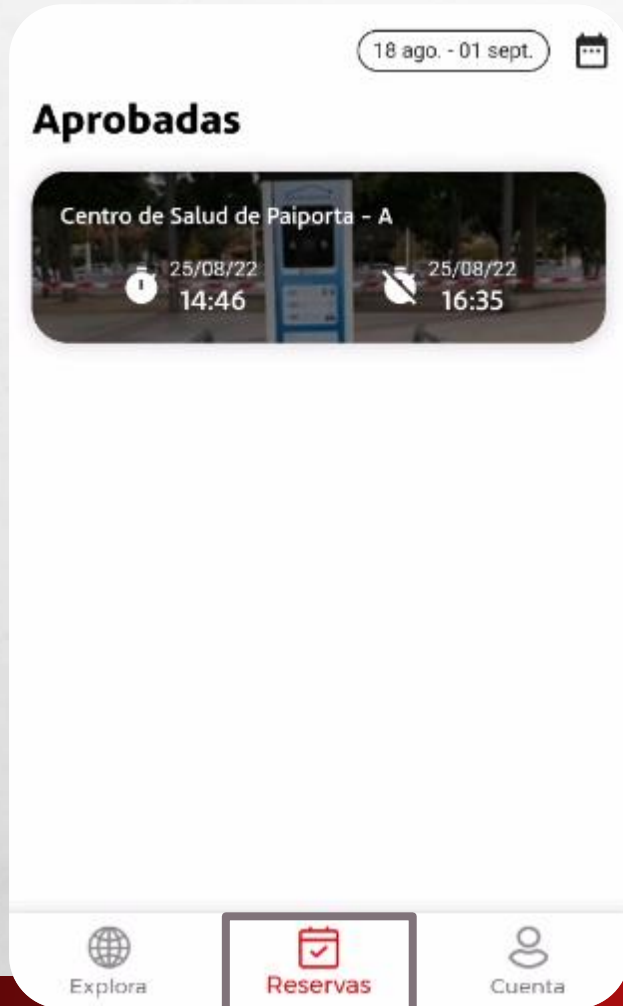 18 ago. - 01 sept.
Aprobadas
Centro de Salud de Paiporta - A
25/08/22 25/08/22
14:46 16:35
Explora Reservas Cuenta